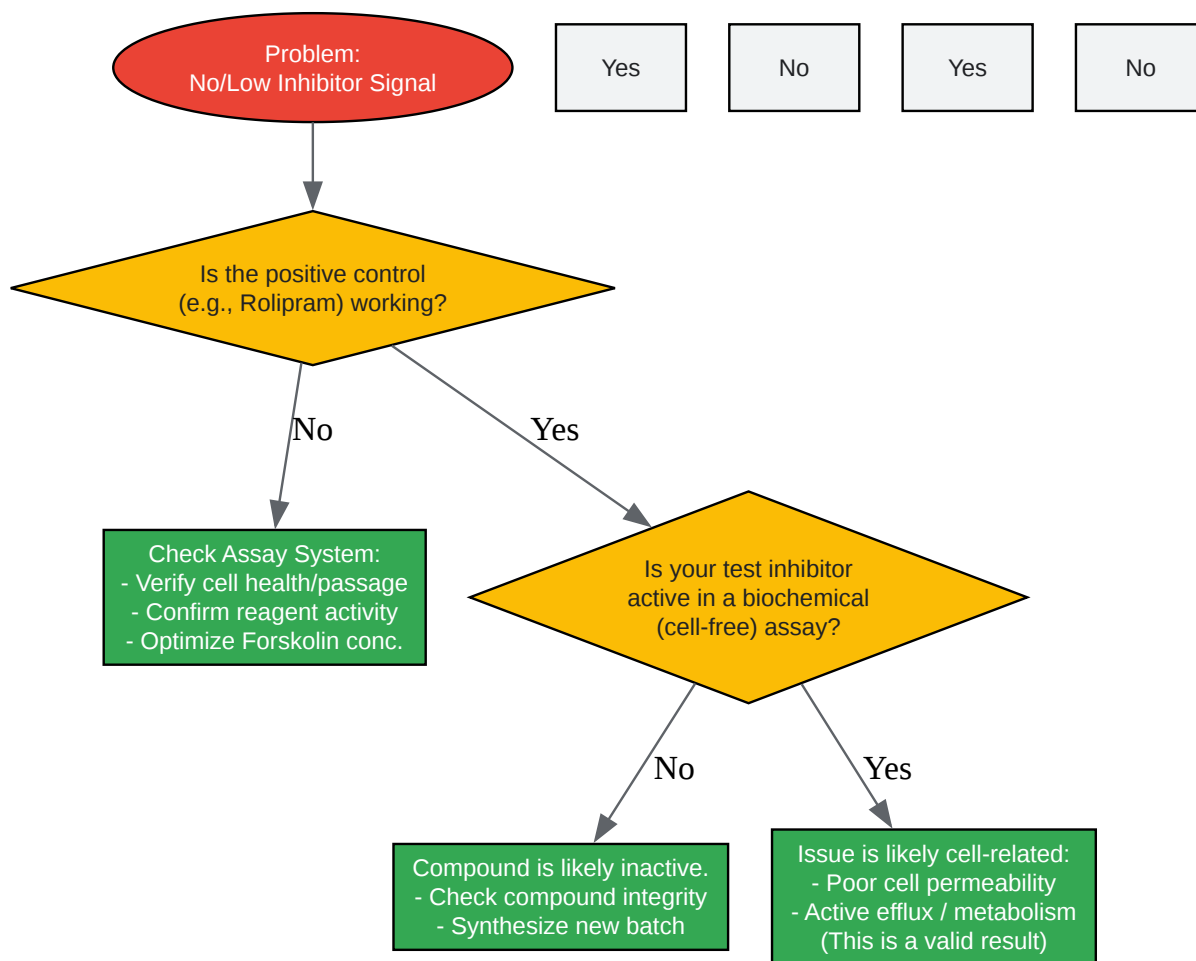 Problem:
No/Low Inhibitor Signal
Yes
No
Yes
No
Is the positive control
(e.g., Rolipram) working?
No
Yes
Check Assay System:
- Verify cell health/passage
- Confirm reagent activity
- Optimize Forskolin conc.
Is your test inhibitor
active in a biochemical
(cell-free) assay?
No
Yes
Compound is likely inactive.
- Check compound integrity
- Synthesize new batch
Issue is likely cell-related:
- Poor cell permeability
- Active efflux / metabolism
(This is a valid result)